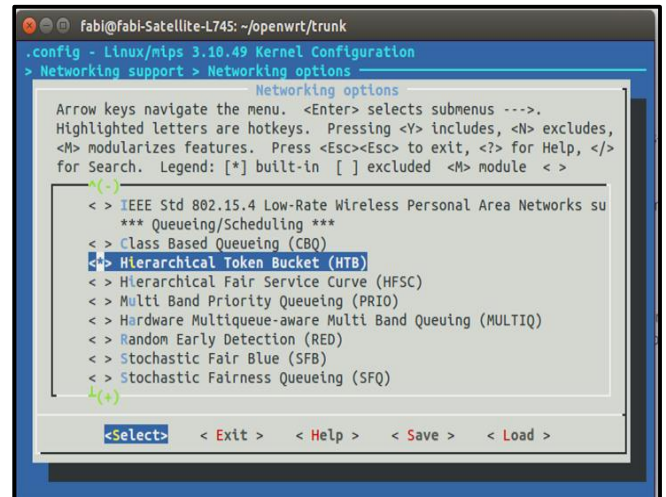 fabi@fabi-Satellite-L745: ~/openwrt/trunk
.config - Linux/mips 3.10.49 Kernel Configuration
> Networking support > Networking options
Networking options
Arrow keys navigate the menu. <Enter> selects submenus --->.
Highlighted letters are hotkeys. Pressing <Y> includes, <N> excludes,
<M> modularizes features. Press <Esc><Esc> to exit, <?> for Help, </>
for Search. Legend: [*] built-in [ ] excluded <M> module < >
^(-)
< > IEEE Std 802.15.4 Low-Rate Wireless Personal Area Networks su
*** Queueing/Scheduling ***
< > Class Based Queueing (CBQ)
<*> Hierarchical Token Bucket (HTB)
< > Hierarchical Fair Service Curve (HFSC)
< > Multi Band Priority Queueing (PRIO)
< > Hardware Multiqueue-aware Multi Band Queuing (MULTIQ)
< > Random Early Detection (RED)
< > Stochastic Fair Blue (SFB)
< > Stochastic Fairness Queueing (SFQ)
┴(+)
<Select> < Exit > < Help > < Save > < Load >